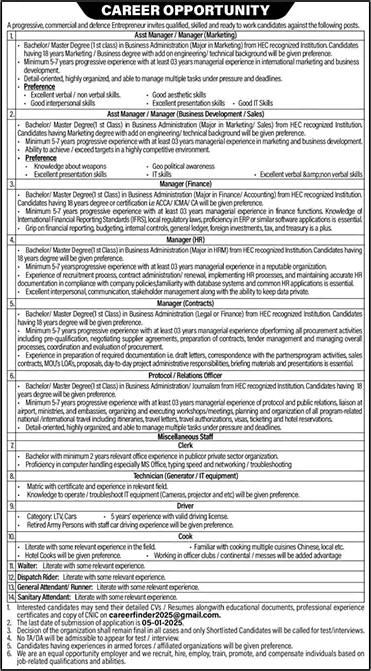 CAREER OPPORTUNITY
A progressive, commercial and defence Entrepreneur invites qualified, skilled and ready to work candidates against the following posts.
1. Asst Manager / Manager (Marketing)
• Bachelor/ Master Degree (1st class) in Business Administration (Major in Marketing) from HEC recognized Institution. Candidates
having 18 years Marketing / Business degree with add on engineering/ technical background will be given preference.
• Minimum 5-7 years progressive experience with at least 03 years managerial experience in international marketing and business
development.
• Detail-oriented, highly organized, and able to manage multiple tasks under pressure and deadlines.
• Preference
• Excellent verbal / non verbal skills. • Good aesthetic skills
• Good interpersonal skills • Excellent presentation skills • Good IT Skills
2. Asst Manager / Manager (Business Development / Sales)
• Bachelor/ Master Degree(1st Class) in Business Administration (Major in Marketing/ Sales) from HEC recognized Institution.
Candidates having Marketing degree with add on engineering/ technical background will be given preference.
• Minimum 5-7 years progressive experience with at least 03 years managerial experience in marketing and business development.
• Ability to achieve / exceed targets in a highly competitive environment.
• Preference
• Knowledge about weapons • Geo political awareness
• Excellent presentation skills • IT skills • Excellent verbal &amp;non verbal skills
3. Manager (Finance)
• Bachelor/ Master Degree(1st Class) in Business Administration (Major in Finance/ Accounting) from HEC recognized Institution.
Candidates having 18 years degree or certification i.e ACCA/ ICMA/ CA will be given preference.
• Minimum 5-7 years progressive experience with at least 03 years managerial experience in finance functions. Knowledge of
International Financial Reporting Standards (IFRS), local regulatory laws, proficiency in ERP or similar software applications is essential.
• Grip on financial reporting, budgeting, internal controls, general ledger, foreign investments, tax, and treasury is a plus.
4. Manager (HR)
• Bachelor/ Master Degree(1st Class) in Business Administration (Major in HRM) from HEC recognized Institution. Candidates having
18 years degree will be given preference.
• Minimum 5-7 years progressive experience with at least 03 years managerial experience in a reputable organization.
• Experience of recruitment process, contract administration/ renewal, implementing HR processes, and maintaining accurate HR
documentation in compliance with company policies,familiarity with database systems and common HR applications is essential.
• Excellent interpersonal, communication, stakeholder management along with the ability to keep data private.
5. Manager (Contracts)
• Bachelor/ Master Degree(1st Class) in Business Administration (Legal or Finance) from HEC recognized Institution. Candidates
having 18 years degree will be given preference.
• Minimum 5-7 years progressive experience with at least 03 years managerial experience ofperforming all procurement activities
including pre-qualification, negotiating supplier agreements, preparation of contracts, tender management and managing overall
processes, coordination and evaluation of procurement.
• Experience in preparation of required documentation i.e. draft letters, correspondence with the partnersprogram activities, sales
contracts, MOU's LOA's, proposals, day-to-day project administrative responsibilities, briefing materials and presentations is essential.
6. Protocol / Relations Officer
• Bachelor/ Master Degree(1st Class) in Business Administration/ Journalism from HEC recognized Institution. Candidates having 18
years degree will be given preference.
• Minimum 5-7 years progressive experience with at least 03 years managerial experience of protocol and public relations, liaison at
airport, ministries, and embassies, organizing and executing workshops/meetings, planning and organization of all program-related
national /international travel including itineraries, travel letters, travel authorizations, visas, ticketing and hotel reservations.
• Detail-oriented, highly organized, and able to manage multiple tasks under pressure and deadlines.
Miscellaneous Staff
7. Clerk
• Bachelor with minimum 2 years relevant office experience in publicor private sector organization.
• Proficiency in computer handling especially MS Office, typing speed and networking / troubleshooting
8. Technician (Generator / IT equipment)
• Matric with certificate and experience in relevant field.
• Knowledge to operate / troubleshoot IT equipment (Cameras, projector and etc) will be given preference.
9. Driver
• Category: LTV, Cars • 5 years' experience with valid driving license.
• Retired Army Persons with staff car driving experience will be given preference.
10. Cook
• Literate with some relevant experience in the field. • Familiar with cooking multiple cuisines Chinese, local etc.
• Hotel Cooks will be given preference. • Working in officer clubs / continental / messes will be added advantage
11. Waiter: Literate with some relevant experience.
12. Dispatch Rider: Literate with some relevant experience.
13. General Attendant/ Runner: Literate with some relevant experience.
14. Sanitary Attendant: Literate with some relevant experience.
1. Interested candidates may send their detailed CVs / Resumes alongwith educational documents, professional experience
certificates and copy of CNIC on careerfinder2025@gmail.com.
2. The last date of submission of application is 05-01-2025.
3. Decision of the organization shall remain final in all cases and only Shortlisted Candidates will be called for test/interviews.
4. No TA/DA will be admissible to appear for test / interview.
5. Candidates having experience in armed forces / affiliated organizations will be given preference.
6. We are an equal opportunity employer and we recruit, hire, employ, train, promote, and compensate individuals based on
job-related qualifications and abilities.